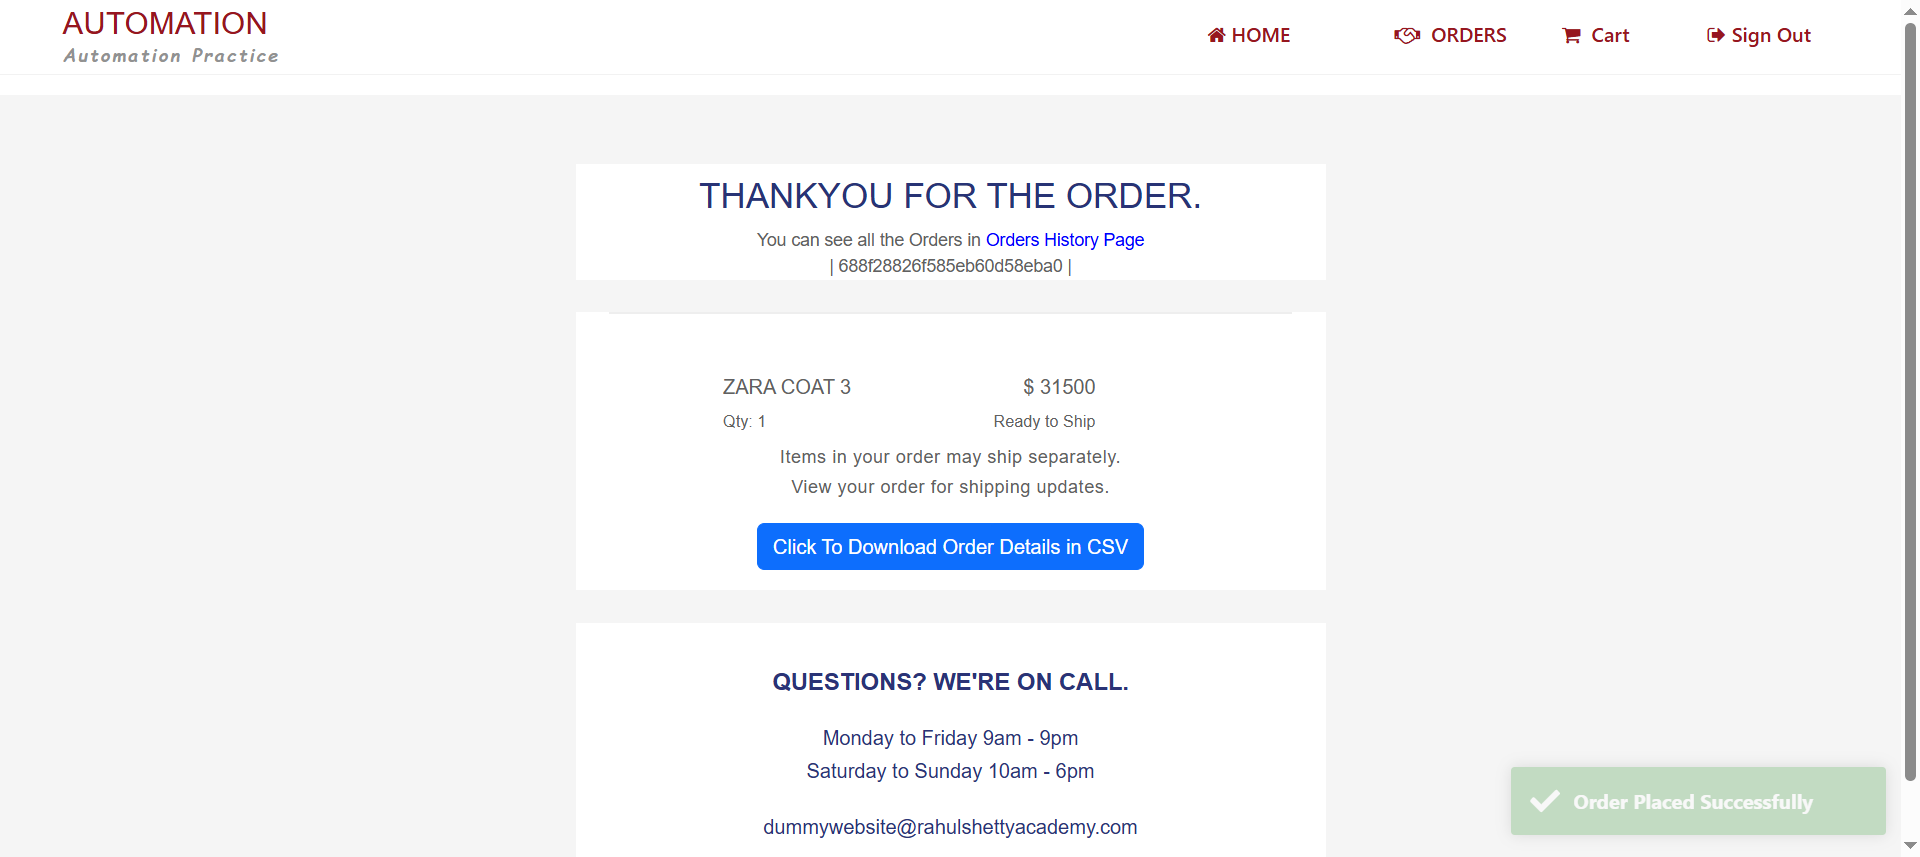 AUTOMATION
Automation Practice
HOME
ORDERS
Cart
Sign Out
THANKYOU FOR THE ORDER.
You can see all the Orders in Orders History Page
| 688f28826f585eb60d58eba0 |
ZARA COAT 3
$ 31500
Qty: 1
Ready to Ship
Items in your order may ship separately.
View your order for shipping updates.
Click To Download Order Details in CSV
QUESTIONS? WE'RE ON CALL.
Monday to Friday 9am - 9pm
Saturday to Sunday 10am - 6pm
dummywebsite@rahulshettyacademy.com
Order Placed Successfully